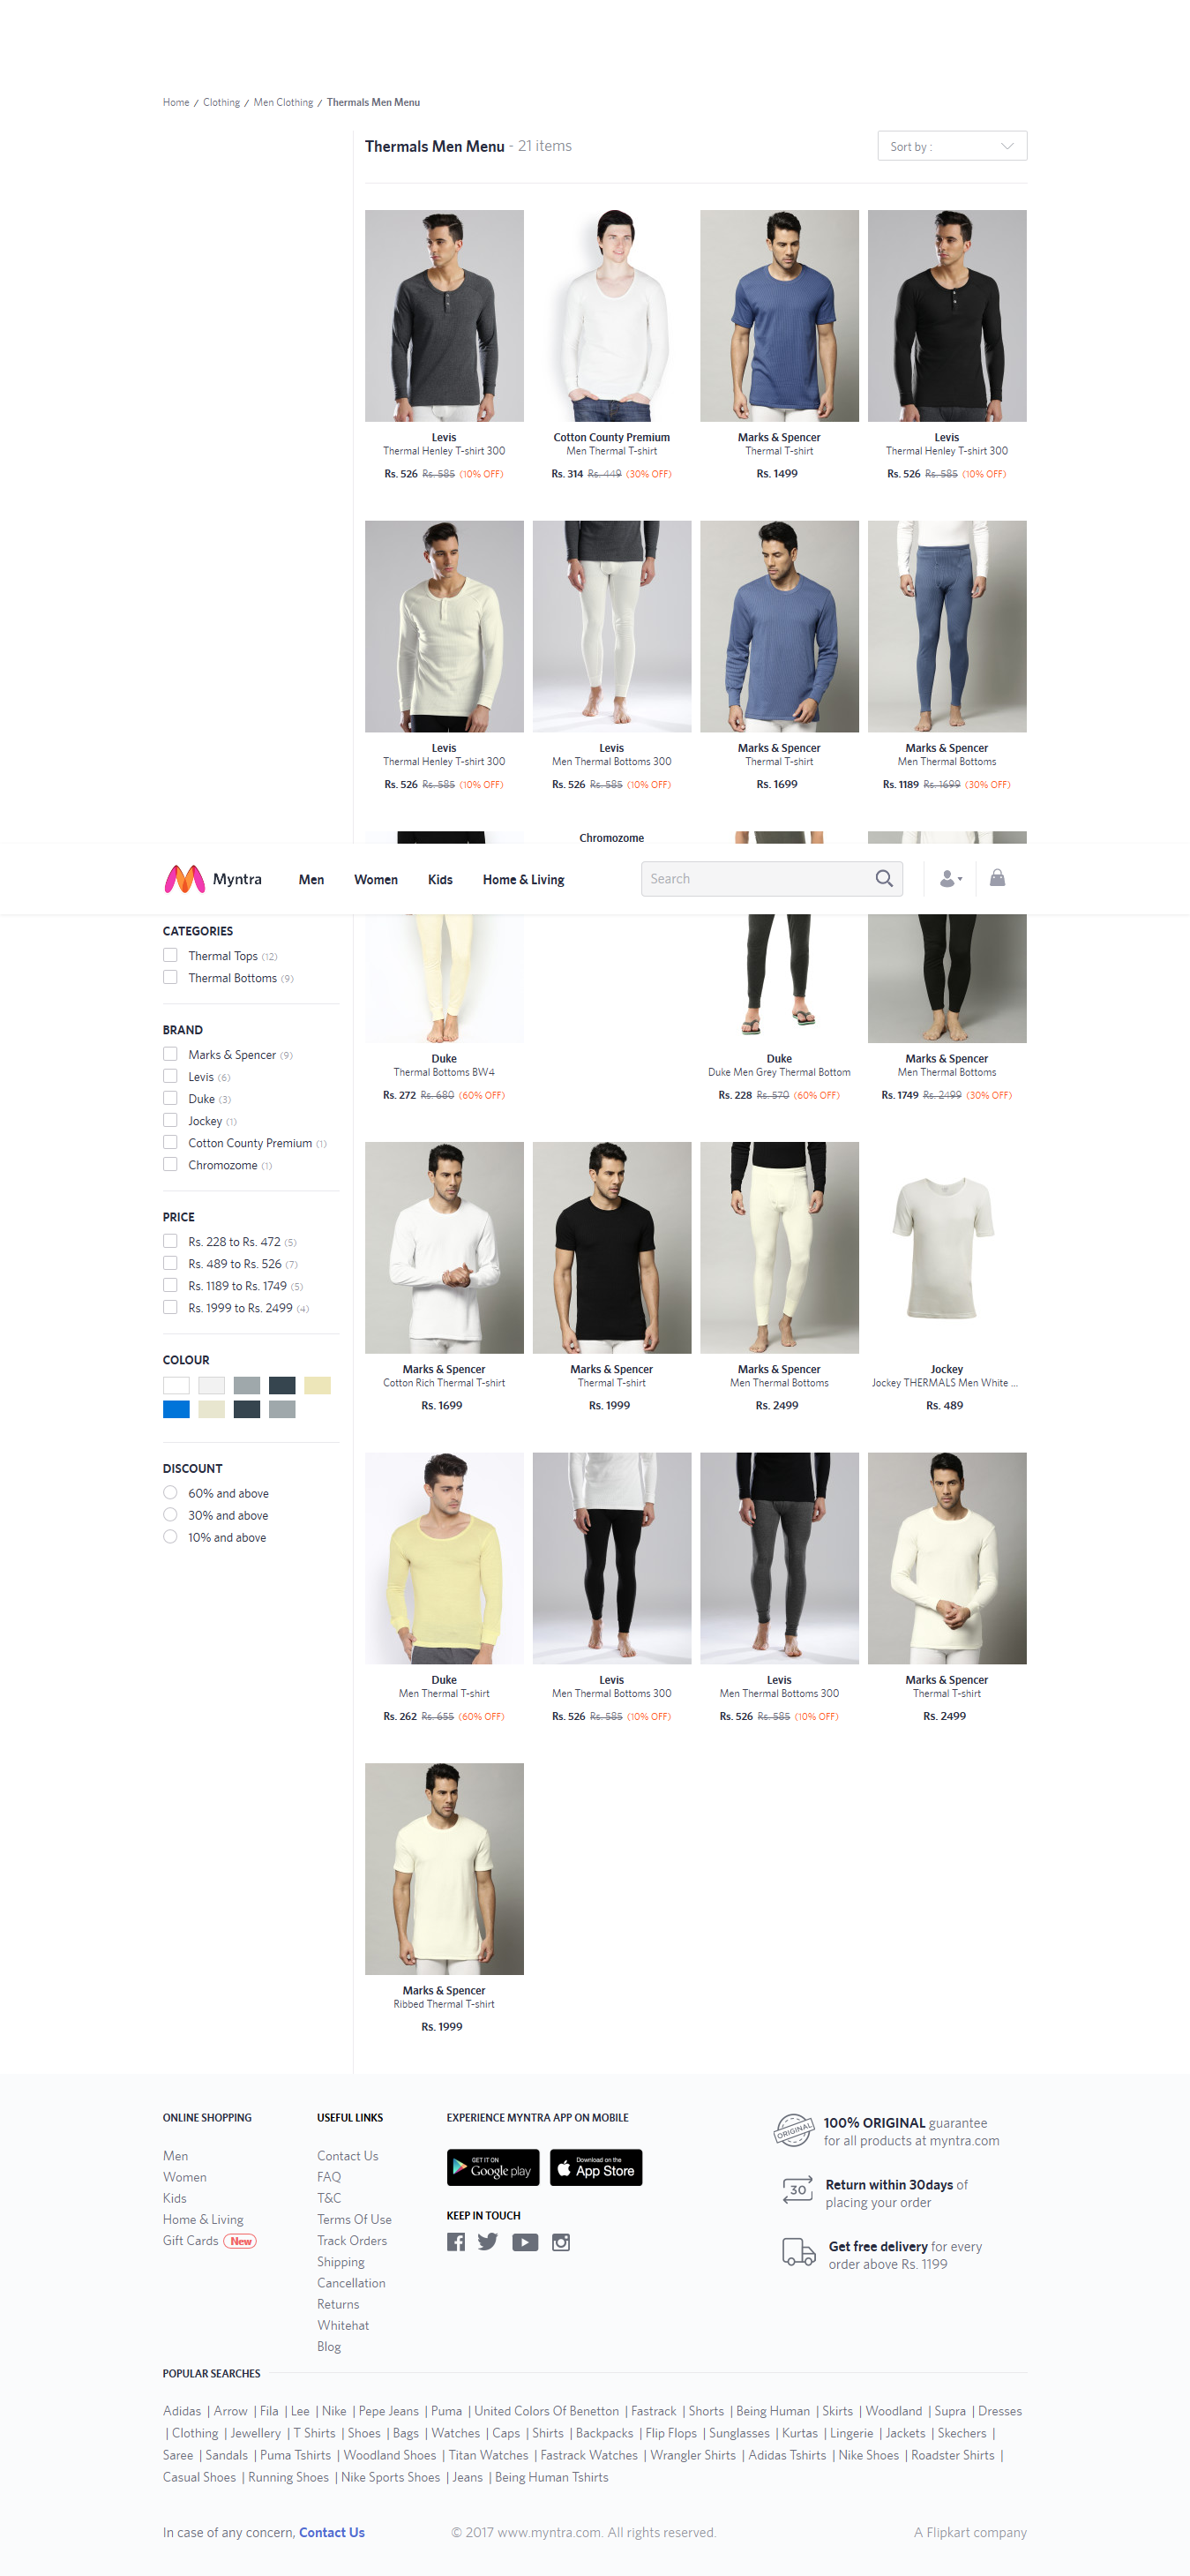 Home / Clothing / Men Clothing / Thermals Men Menu
Thermals Men Menu - 21 items
Sort by :
Levis
Thermal Henley T-shirt 300
Rs. 526 Rs. 585 (10% OFF)
Cotton County Premium
Men Thermal T-shirt
Rs. 314 Rs. 449 (30% OFF)
Marks & Spencer
Thermal T-shirt
Rs. 1499
Levis
Thermal Henley T-shirt 300
Rs. 526 Rs. 585 (10% OFF)
Levis
Thermal Henley T-shirt 300
Rs. 526 Rs. 585 (10% OFF)
Levis
Men Thermal Bottoms 300
Rs. 526 Rs. 585 (10% OFF)
Marks & Spencer
Thermal T-shirt
Rs. 1699
Marks & Spencer
Men Thermal Bottoms
Rs. 1189 Rs. 1699 (30% OFF)
Chromozome
Myntra
Men
Women
Kids
Home & Living
Search
CATEGORIES
Thermal Tops (12)
Thermal Bottoms (9)
BRAND
Marks & Spencer (9)
Levis (6)
Duke (3)
Jockey (1)
Cotton County Premium (1)
Chromozome (1)
PRICE
Rs. 228 to Rs. 472 (5)
Rs. 489 to Rs. 526 (7)
Rs. 1189 to Rs. 1749 (5)
Rs. 1999 to Rs. 2499 (4)
COLOUR
DISCOUNT
60% and above
30% and above
10% and above
Duke
Thermal Bottoms BW4
Rs. 272 Rs. 680 (60% OFF)
Duke
Duke Men Grey Thermal Bottom
Rs. 228 Rs. 570 (60% OFF)
Marks & Spencer
Men Thermal Bottoms
Rs. 1749 Rs. 2499 (30% OFF)
Marks & Spencer
Cotton Rich Thermal T-shirt
Rs. 1699
Marks & Spencer
Thermal T-shirt
Rs. 1999
Marks & Spencer
Men Thermal Bottoms
Rs. 2499
Jockey
Jockey THERMALS Men White ...
Rs. 489
Duke
Men Thermal T-shirt
Rs. 262 Rs. 655 (60% OFF)
Levis
Men Thermal Bottoms 300
Rs. 526 Rs. 585 (10% OFF)
Levis
Men Thermal Bottoms 300
Rs. 526 Rs. 585 (10% OFF)
Marks & Spencer
Thermal T-shirt
Rs. 2499
Marks & Spencer
Ribbed Thermal T-shirt
Rs. 1999
ONLINE SHOPPING
Men
Women
Kids
Home & Living
Gift Cards New
USEFUL LINKS
Contact Us
FAQ
T&C
Terms Of Use
Track Orders
Shipping
Cancellation
Returns
Whitehat
Blog
EXPERIENCE MYNTRA APP ON MOBILE
GET IT ON
Google play
Download on the
App Store
KEEP IN TOUCH
ORIGINAL
100% ORIGINAL guarantee
for all products at myntra.com
30
Return within 30days of
placing your order
Get free delivery for every
order above Rs. 1199
POPULAR SEARCHES
Adidas | Arrow | Fila | Lee | Nike | Pepe Jeans | Puma | United Colors Of Benetton | Fastrack | Shorts | Being Human | Skirts | Woodland | Supra | Dresses
| Clothing | Jewellery | T Shirts | Shoes | Bags | Watches | Caps | Shirts | Backpacks | Flip Flops | Sunglasses | Kurtas | Lingerie | Jackets | Skechers |
Saree | Sandals | Puma Tshirts | Woodland Shoes | Titan Watches | Fastrack Watches | Wrangler Shirts | Adidas Tshirts | Nike Shoes | Roadster Shirts |
Casual Shoes | Running Shoes | Nike Sports Shoes | Jeans | Being Human Tshirts
In case of any concern, Contact Us
© 2017 www.myntra.com. All rights reserved.
A Flipkart company